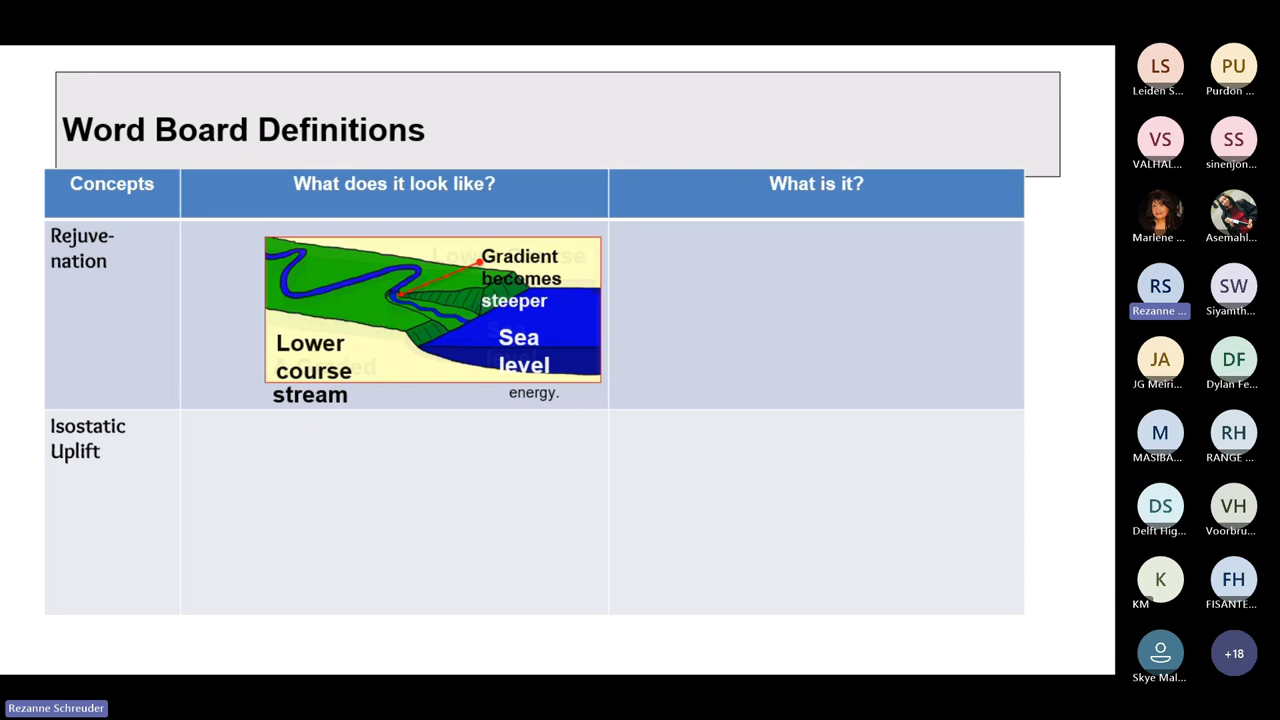 Word Board Definitions
Concepts
What does it look like?
What is it?
Rejuve-
nation
Gradient
becomes
steeper
Sea
level
Lower
course
stream
energy.
Isostatic
Uplift
LS
PU
Leiden S...
Purdon ...
VS
SS
VALHAL...
sinenjon...
Marlene ...
Asemahl...
RS
SW
Rezanne ...
Siyamth...
JA
DF
JG Meiri...
Dylan Fe...
M
RH
MASIBA...
RANGE ...
DS
VH
Delft Hig...
Voorbru...
K
FH
KM
FISANTE...
+18
Skye Mal...
Rezanne Schreuder